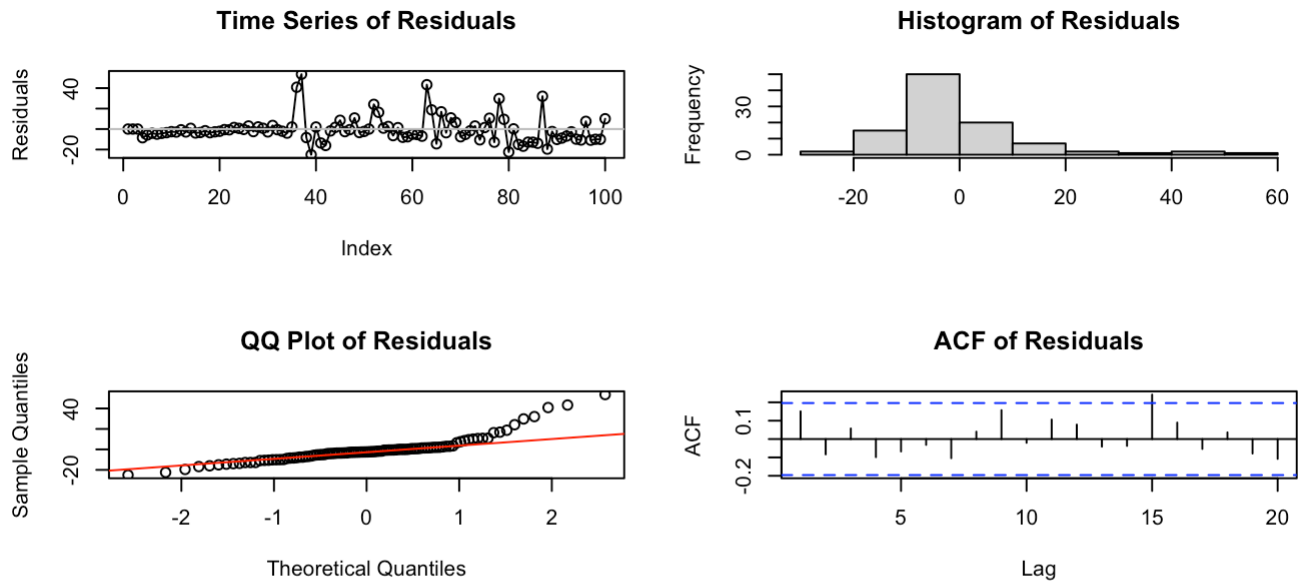 Time Series of Residuals
Residuals
40
-20
0 20 40 60 80 100
Index
Histogram of Residuals
Frequency
30
0
-20 0 20 40 60
QQ Plot of Residuals
Sample Quantiles
40
-20
-2 -1 0 1 2
Theoretical Quantiles
ACF of Residuals
ACF
0.1
-0.2
5 10 15 20
Lag